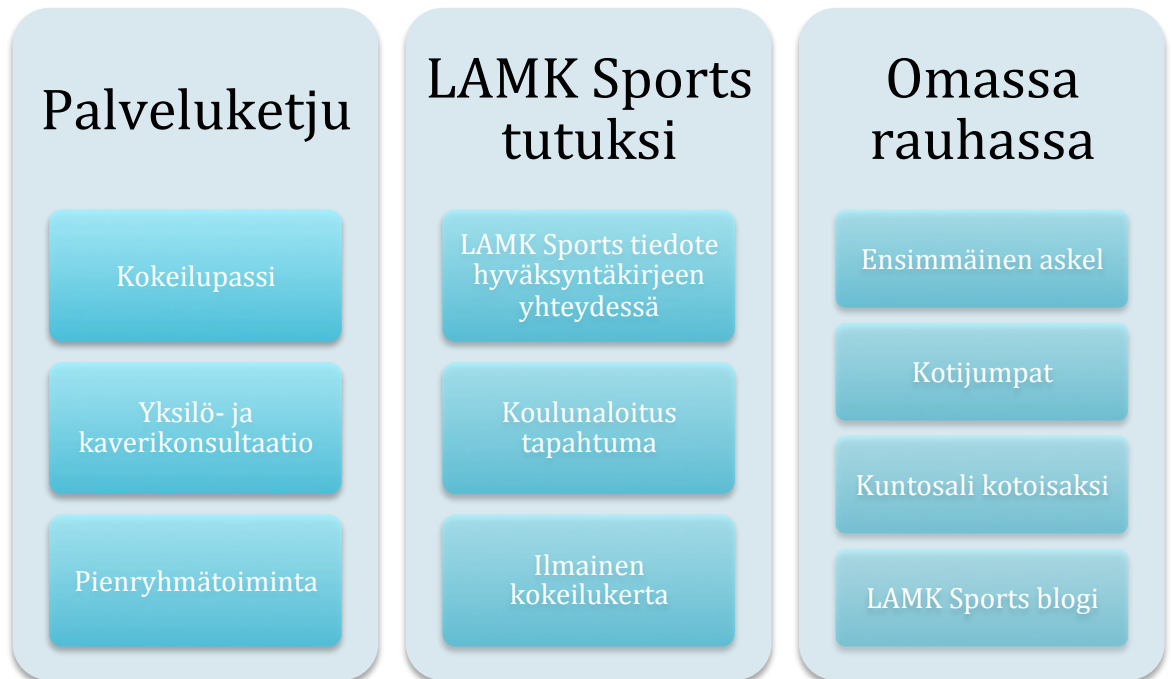 Palveluketju
Kokeilupassi
Yksilö- ja
kaverikonsultaatio
Pienryhmätoiminta
LAMK Sports
tutuksi
LAMK Sports tiedote
hyväksyntäkirjeen
yhteydessä
Koulunaloitus
tapahtuma
Ilmainen
kokeilukerta
Omassa
rauhassa
Ensimmäinen askel
Kotijumpat
Kuntosali kotoisaksi
LAMK Sports blogi